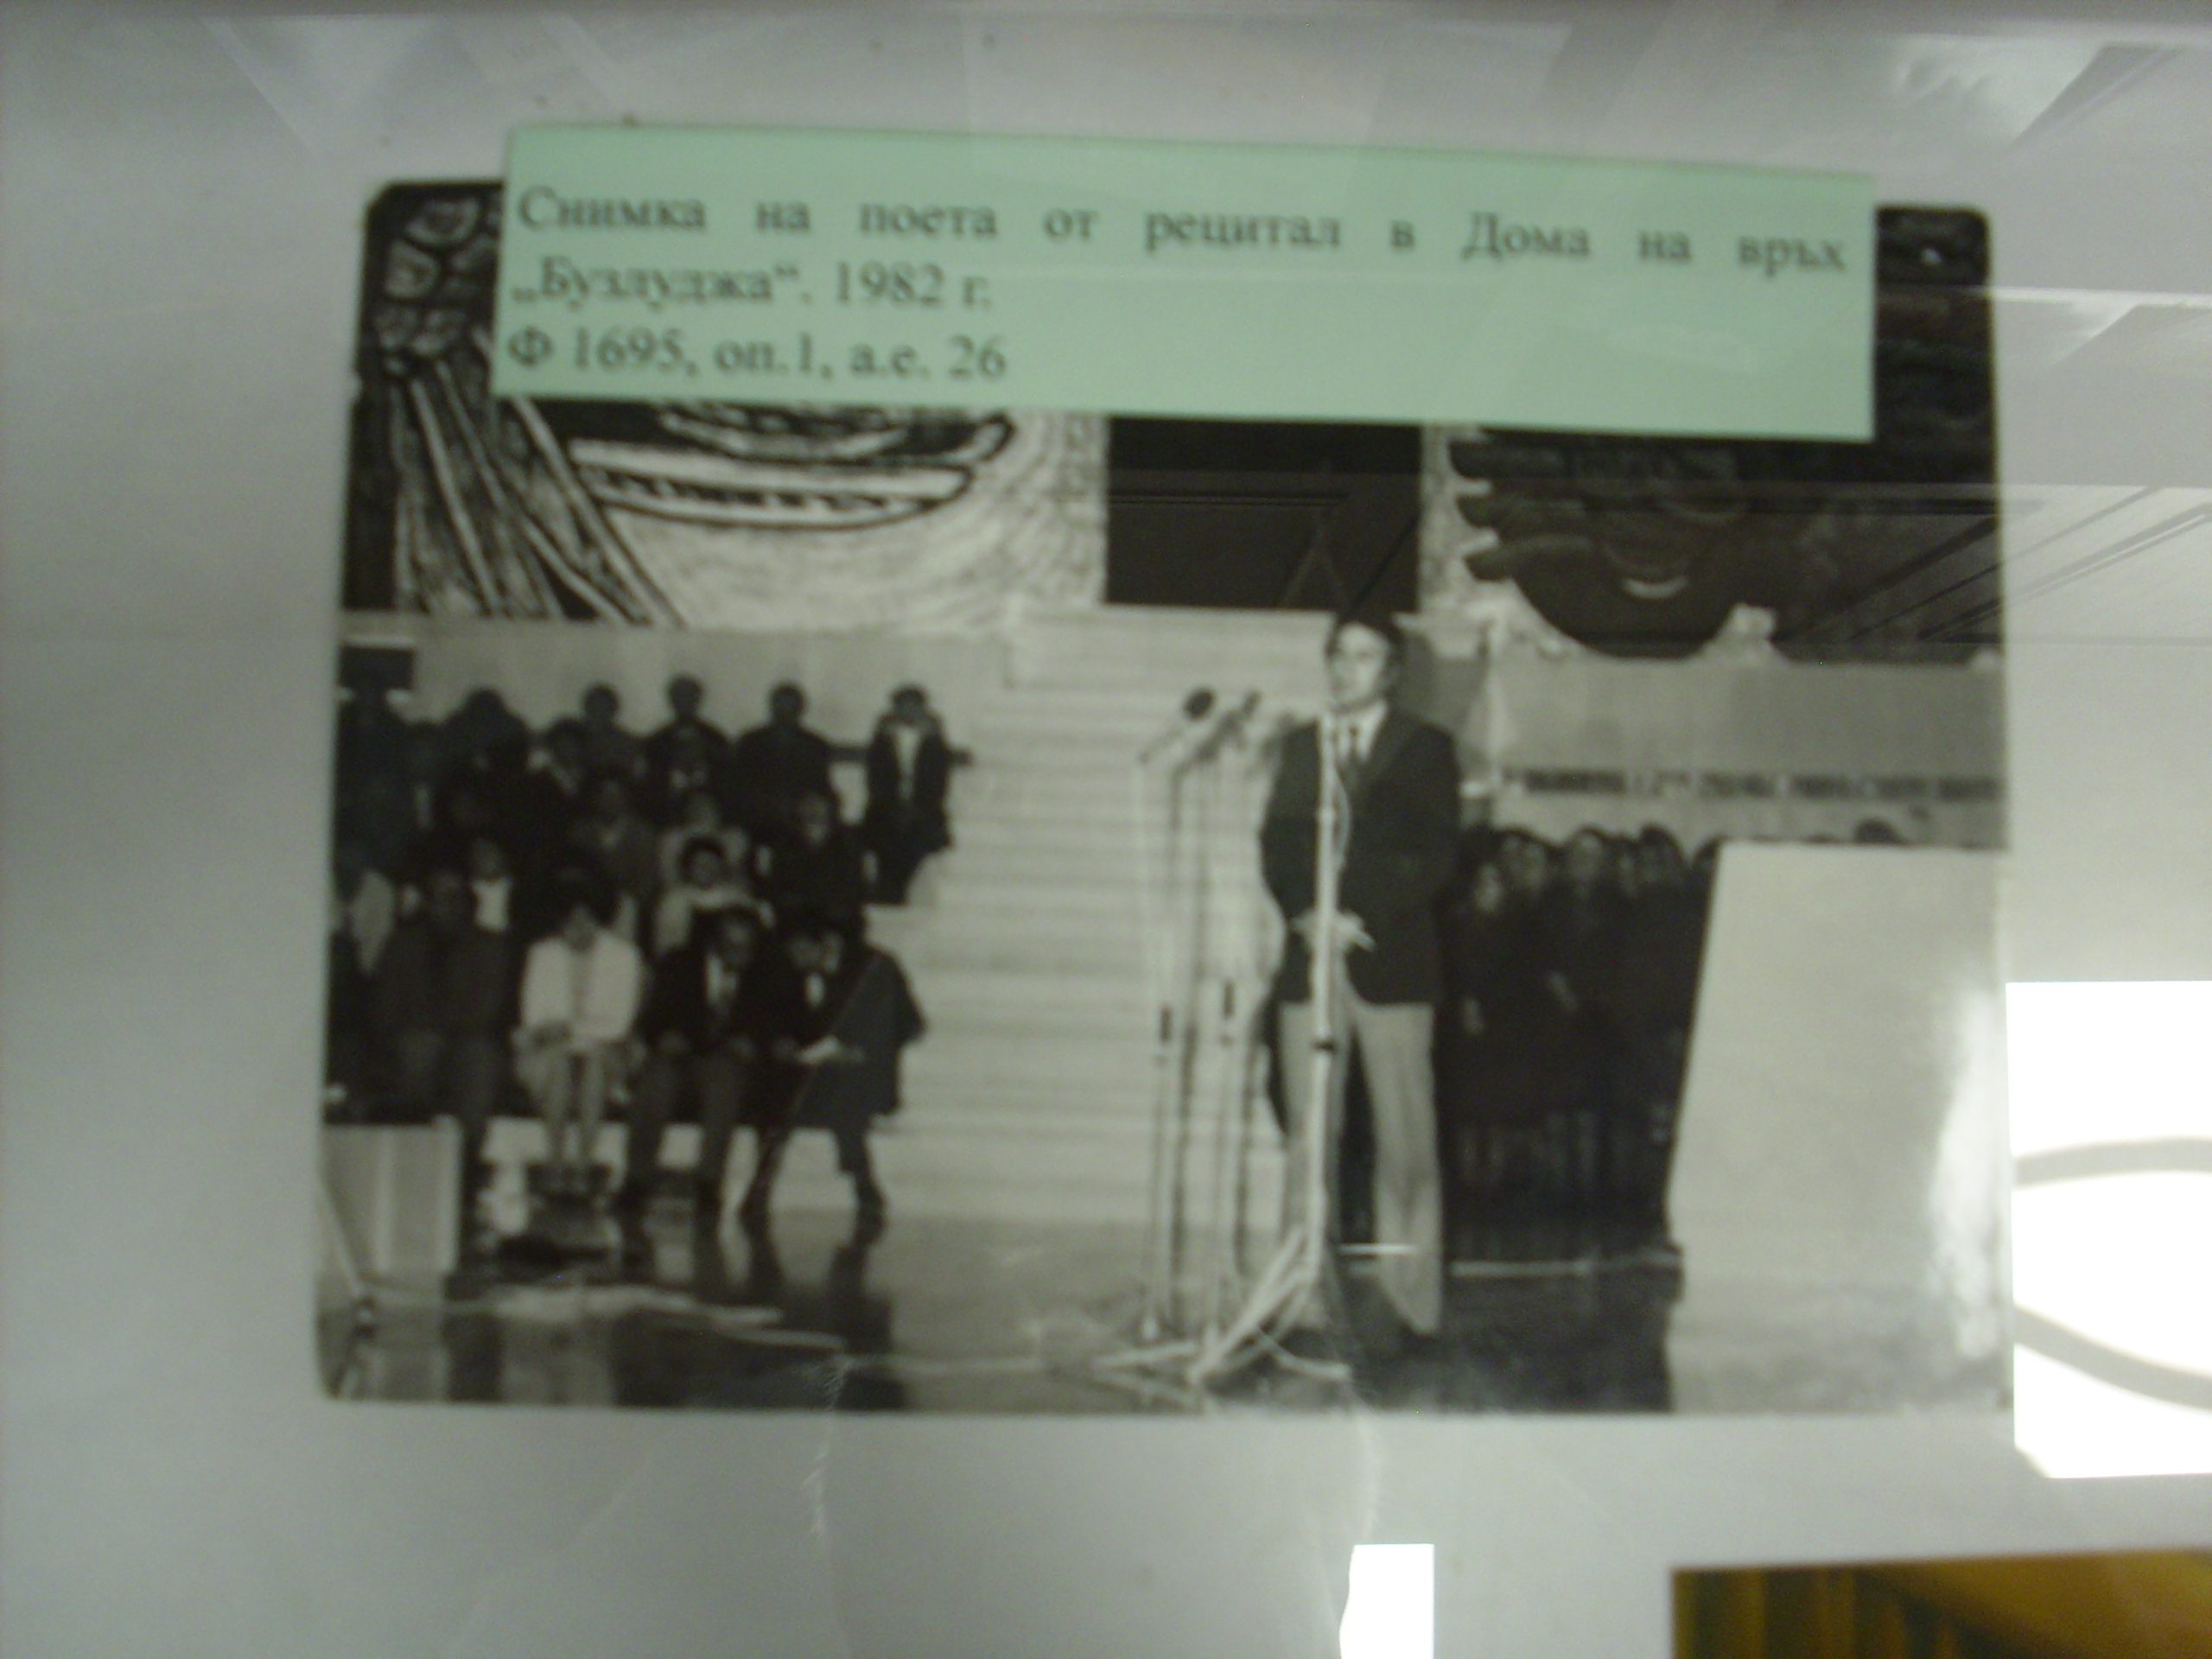 Снимка на поета от рецитал в Дома на връх
„Бузлуджа“. 1982 г.
Ф 1695, оп.1, а.е. 26